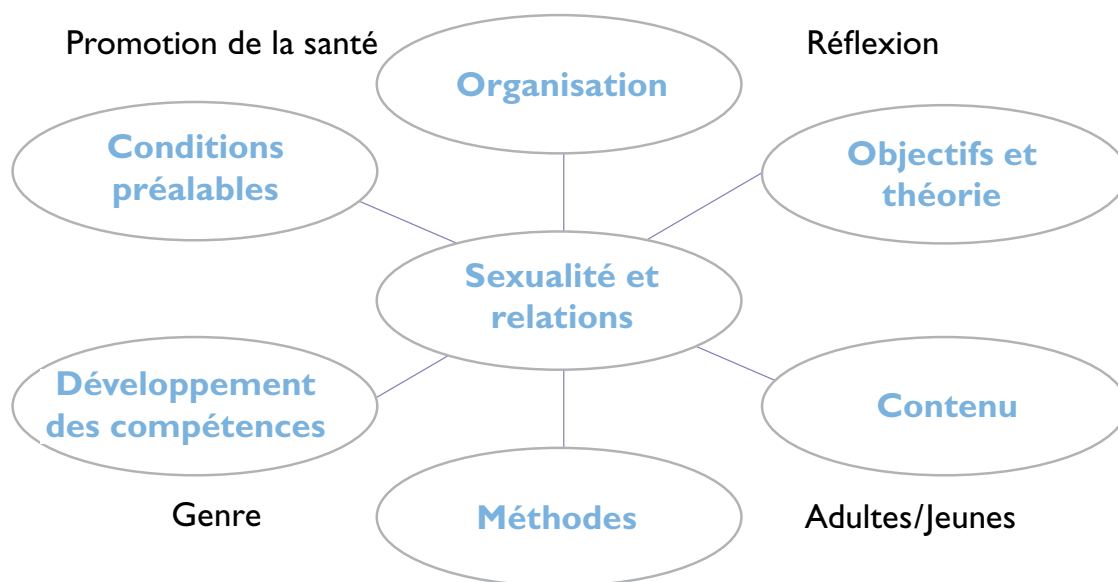 Promotion de la santé
Réflexion
Organisation
Conditions
préalables
Objectifs et
théorie
Sexualité et
relations
Développement
des compétences
Contenu
Genre
Méthodes
Adultes/Jeunes